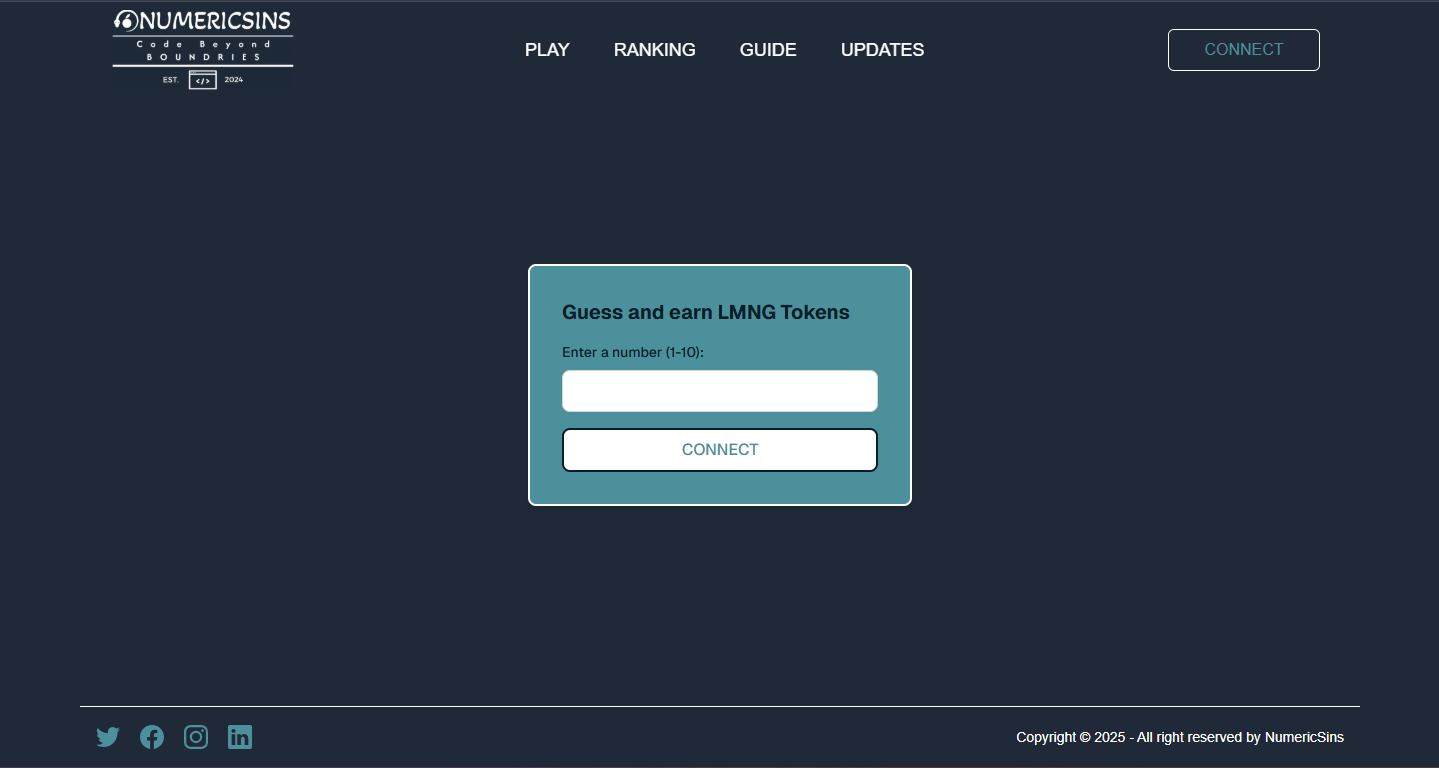 NUMERICSINS
Code Beyond
BOUNDRIES
EST. </> 2024
PLAY RANKING GUIDE UPDATES
CONNECT
Guess and earn LMNG Tokens
Enter a number (1-10):
CONNECT
Copyright © 2025 - All right reserved by NumericSins